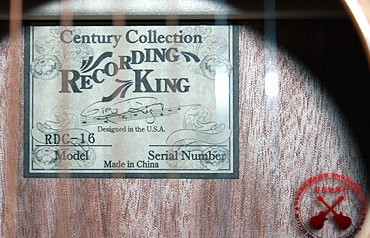 Century Collection
RECORDING
KING
Designed in the U.S.A.
RDC-16
Model Serial Number
Made in China